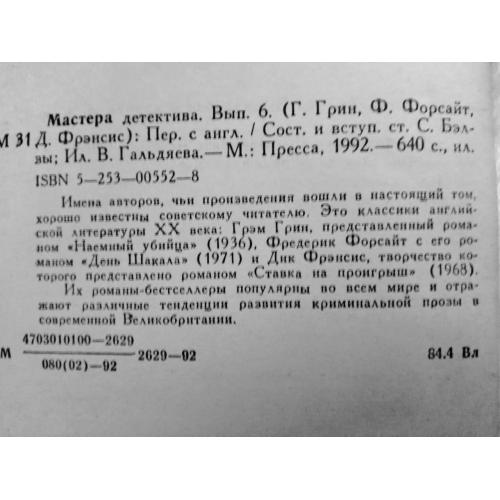 Мастера детектива. Вып. 6. (Г. Грин, Ф. Форсайт,
М 31 Д. Фрэнсис): Пер. с англ. / Сост. и вступ. ст. С. Бэл-
зы; Ил. В. Гальдяева.— М.: Пресса, 1992.— 640 с., ил.
ISBN 5—253—00552—8
Имена авторов, чьи произведения вошли в настоящий том,
хорошо известны советскому читателю. Это классики английс-
кой литературы XX века: Грэм Грин, представленный рома-
ном «Наемный убийца» (1936), Фредерик Форсайт с его ро-
маном «День Шакала» (1971) и Дик Фрэнсис, творчество ко-
торого представлено романом «Ставка на проигрыш» (1968).
Их романы-бестселлеры популярны во всем мире и отра-
жают различные тенденции развития криминальной прозы в
современной Великобритании.
4703010100—2629
М 2629—92 84.4 Вл
080(02)—92